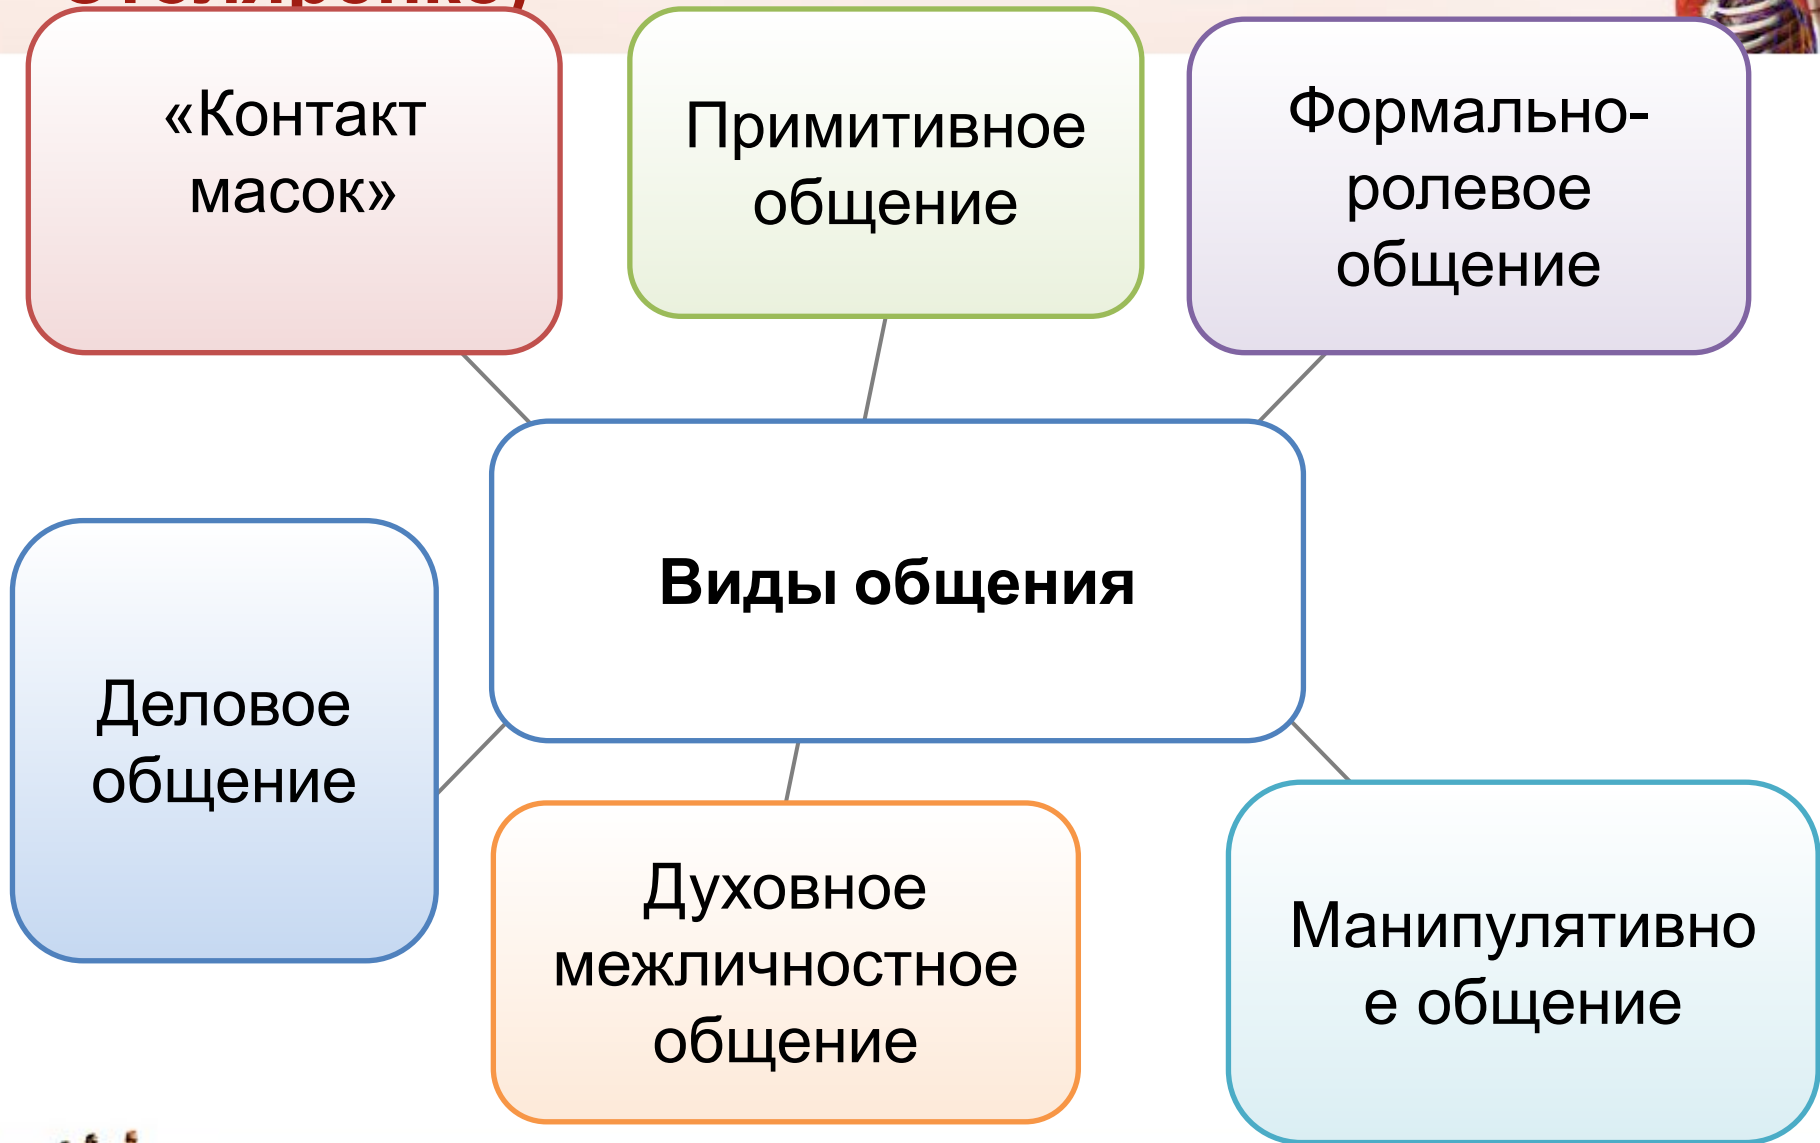 «Контакт
масок»
Примитивное
общение
Формально-
ролевое
общение
Виды общения
Деловое
общение
Духовное
межличностное
общение
Манипулятивно
е общение